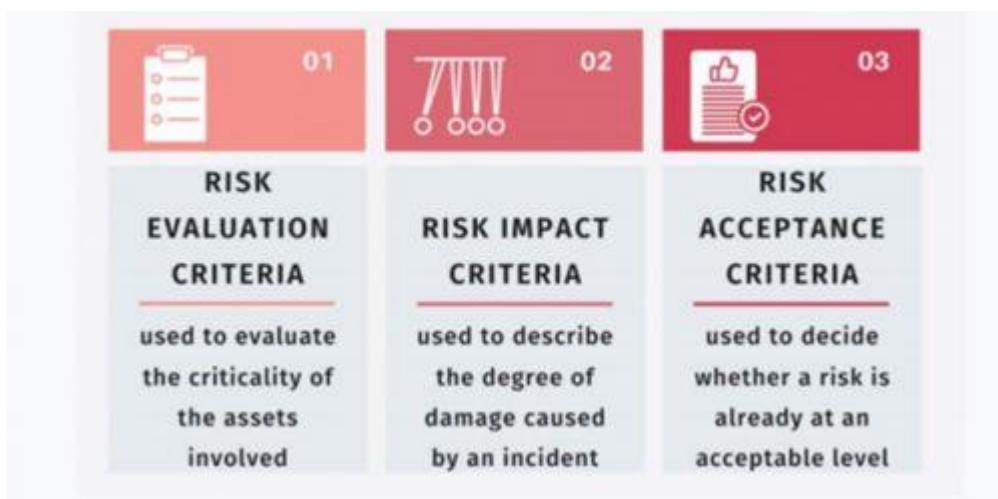 01
RISK
EVALUATION
CRITERIA
used to evaluate
the criticality of
the assets
involved
02
RISK IMPACT
CRITERIA
used to describe
the degree of
damage caused
by an incident
03
RISK
ACCEPTANCE
CRITERIA
used to decide
whether a risk is
already at an
acceptable level